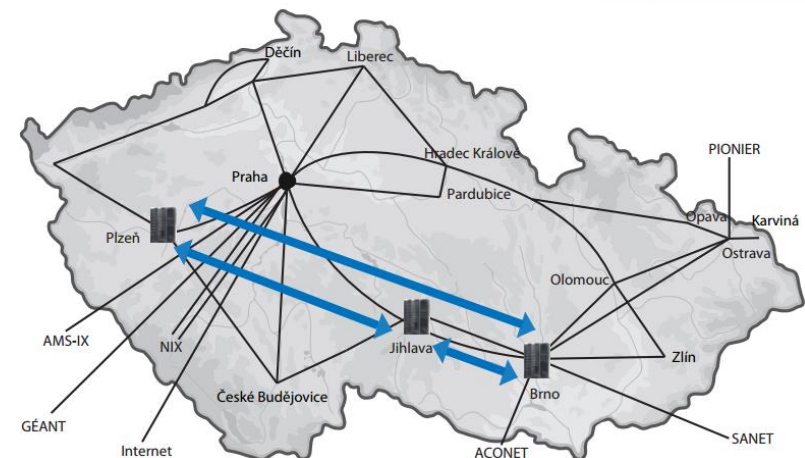 Děčín
Liberec
Hradec Králové
PIONIER
Praha
Pardubice
Opava
Karviná
Plzeň
Ostrava
Olomouc
AMS-IX
NIX
Jihlava
Zlín
České Budějovice
Brno
GÉANT
Internet
ACONET
SANET